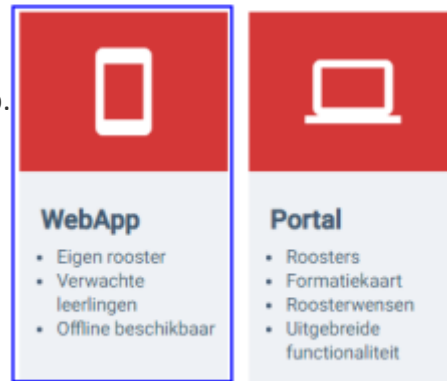 WebApp
• Eigen rooster
• Verwachte
leerlingen
• Offline beschikbaar
Portal
• Roosters
• Formatiekaart
• Roosterwensen
• Uitgebreide
functionaliteit